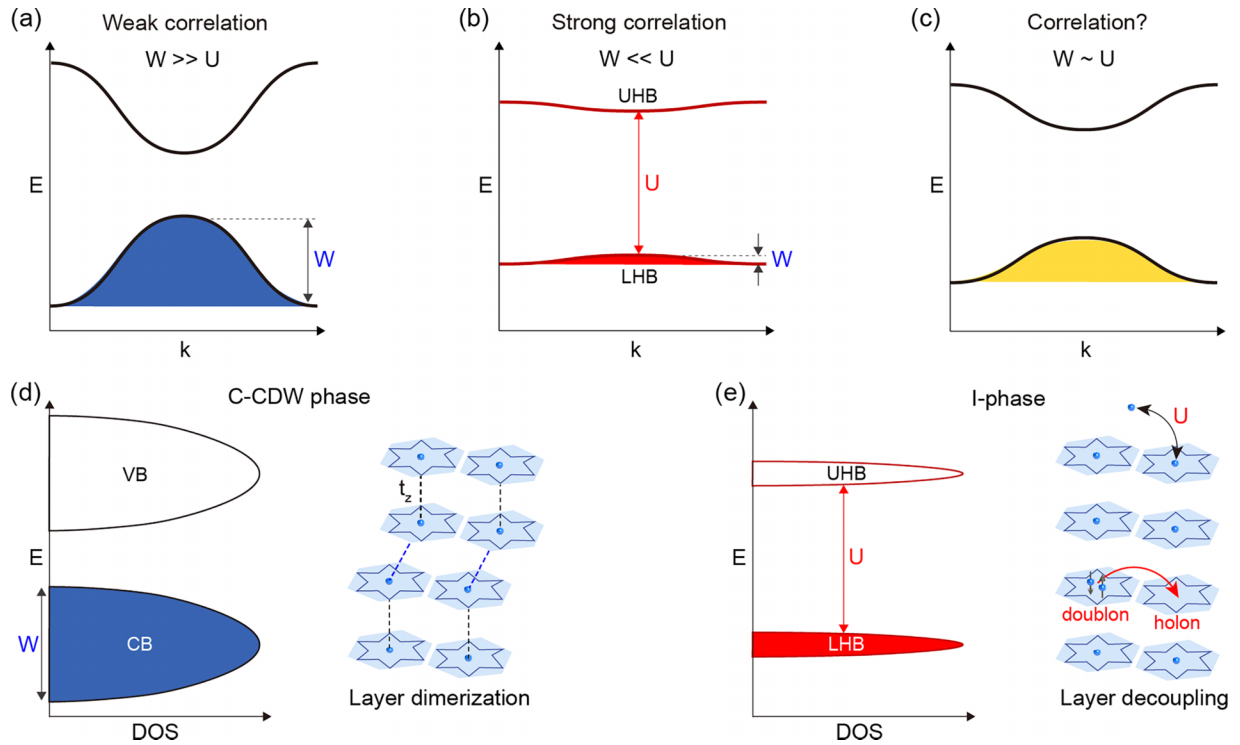 (a)
Weak correlation
W >> U
E
W
k
(b)
Strong correlation
W << U
UHB
E
U
W
LHB
k
(c)
Correlation?
W ~ U
E
k
(d)
C-CDW phase
VB
t_z
E
W
CB
DOS
Layer dimerization
(e)
I-phase
U
UHB
E
U
doublon
holon
LHB
DOS
Layer decoupling